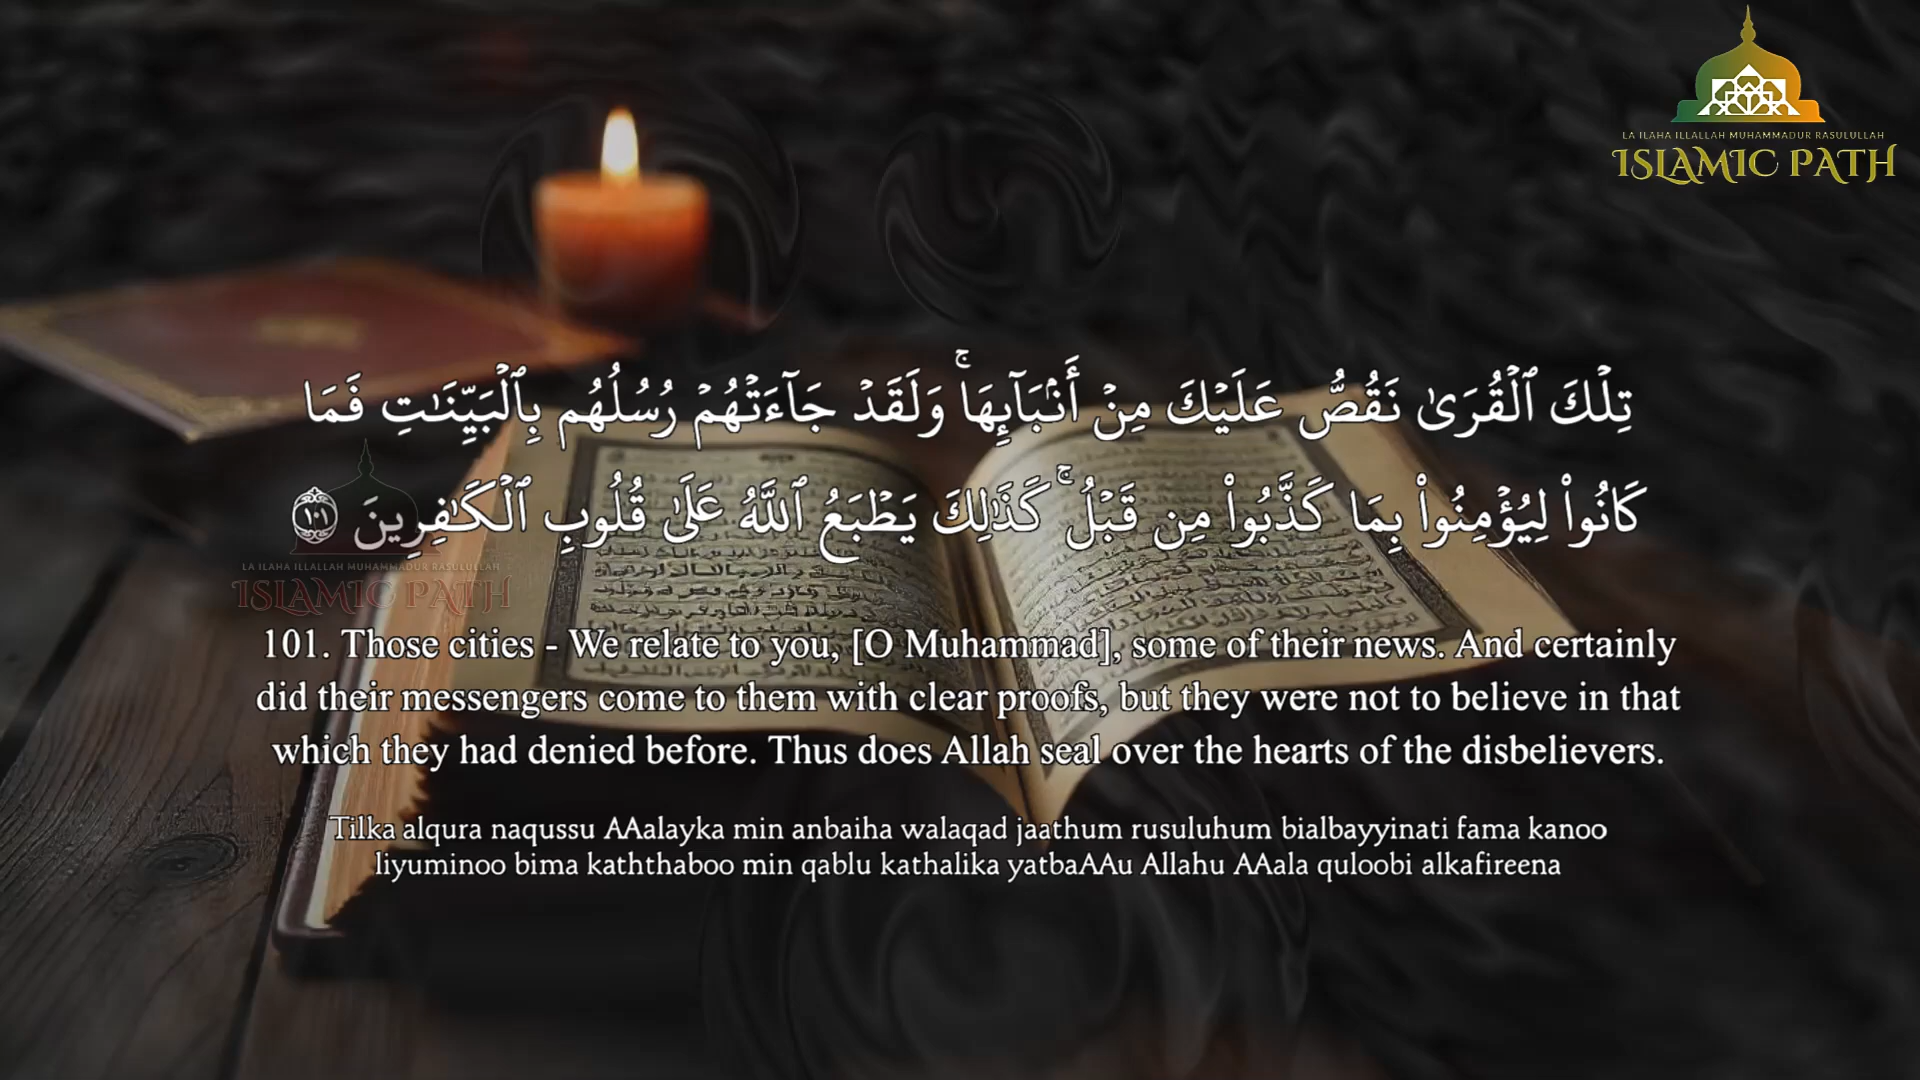 LA ILAHA ILLALLAH MUHAMMADUR RASULULLAH
ISLAMIC PATH
تِلْكَ ٱلْقُرَىٰ نَقُصُّ عَلَيْكَ مِنْ أَنۢبَآئِهَا ۚ وَلَقَدْ جَآءَتْهُمْ رُسُلُهُم بِٱلْبَيِّنَـٰتِ فَمَا
كَانُوا۟ لِيُؤْمِنُوا۟ بِمَا كَذَّبُوا۟ مِن قَبْلُ ۚ كَذَٰلِكَ يَطْبَعُ ٱللَّهُ عَلَىٰ قُلُوبِ ٱلْكَـٰفِرِينَ ۝١٠١
LA ILAHA ILLALLAH MUHAMMADUR RASULULLAH
ISLAMIC PATH
101. Those cities - We relate to you, [O Muhammad], some of their news. And certainly
did their messengers come to them with clear proofs, but they were not to believe in that
which they had denied before. Thus does Allah seal over the hearts of the disbelievers.
Tilka alqura naqussu AAalayka min anbaiha walaqad jaathum rusuluhum bialbayyinati fama kanoo
liyuminoo bima kaththaboo min qablu kathalika yatbaAAu Allahu AAala quloobi alkafireena